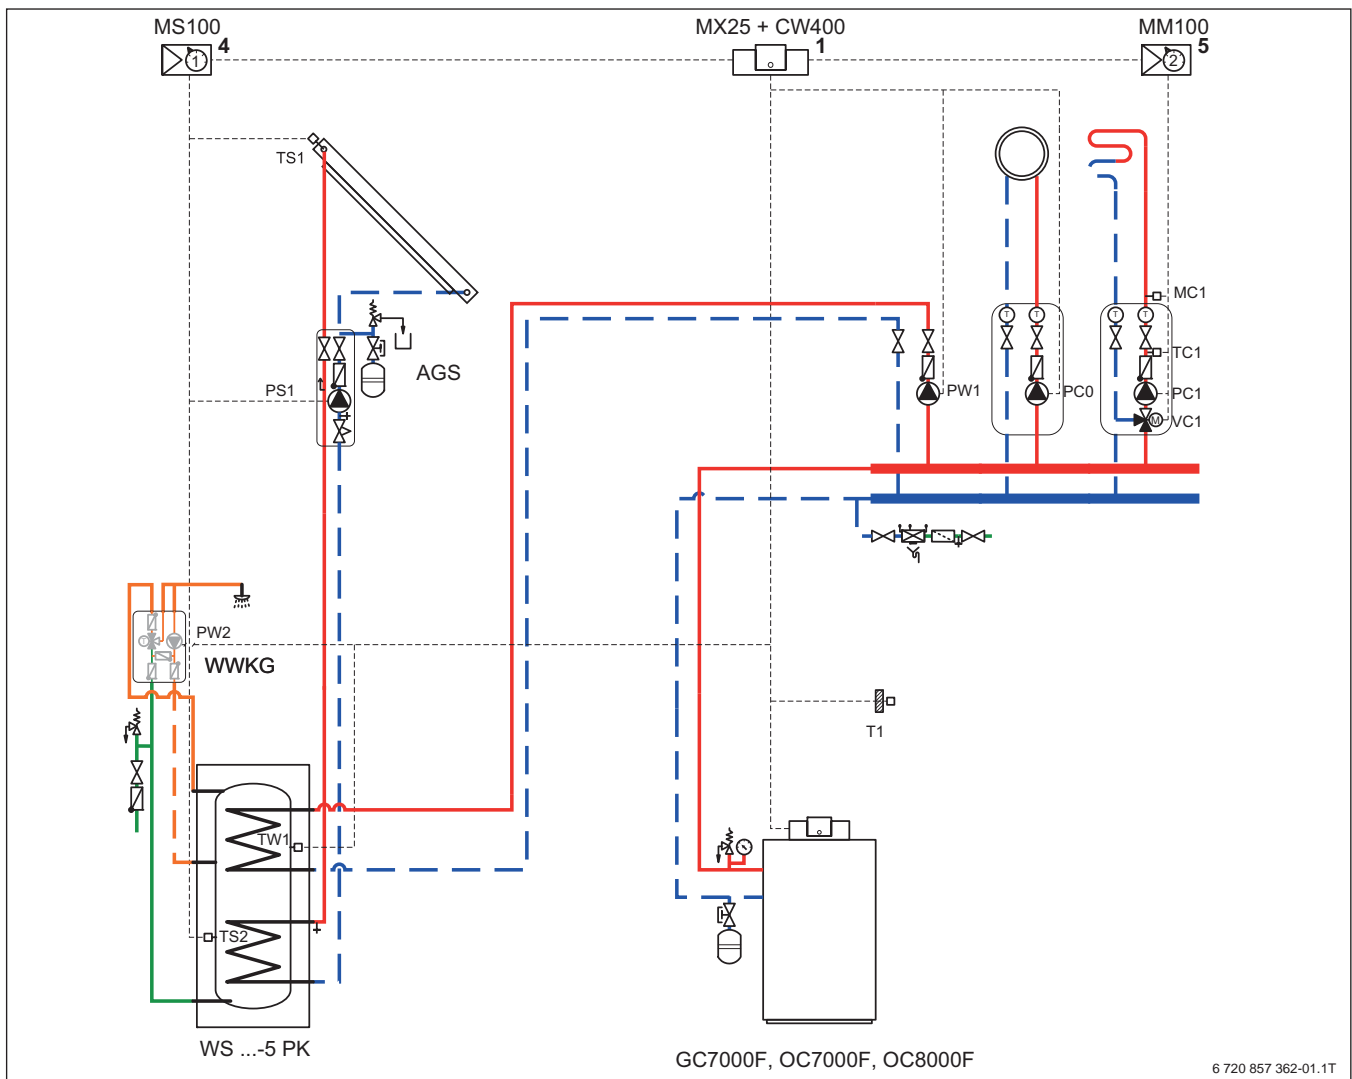 MS100
4
MX25 + CW400
1
MM100
5
1
2
TS1
MC1
T
T
T
T
TC1
AGS
PS1
PW1
PC0
PC1
M
VC1
PW2
T
WWKG
T1
TW1
TS2
WS ...-5 PK
GC7000F, OC7000F, OC8000F
6 720 857 362-01.1T